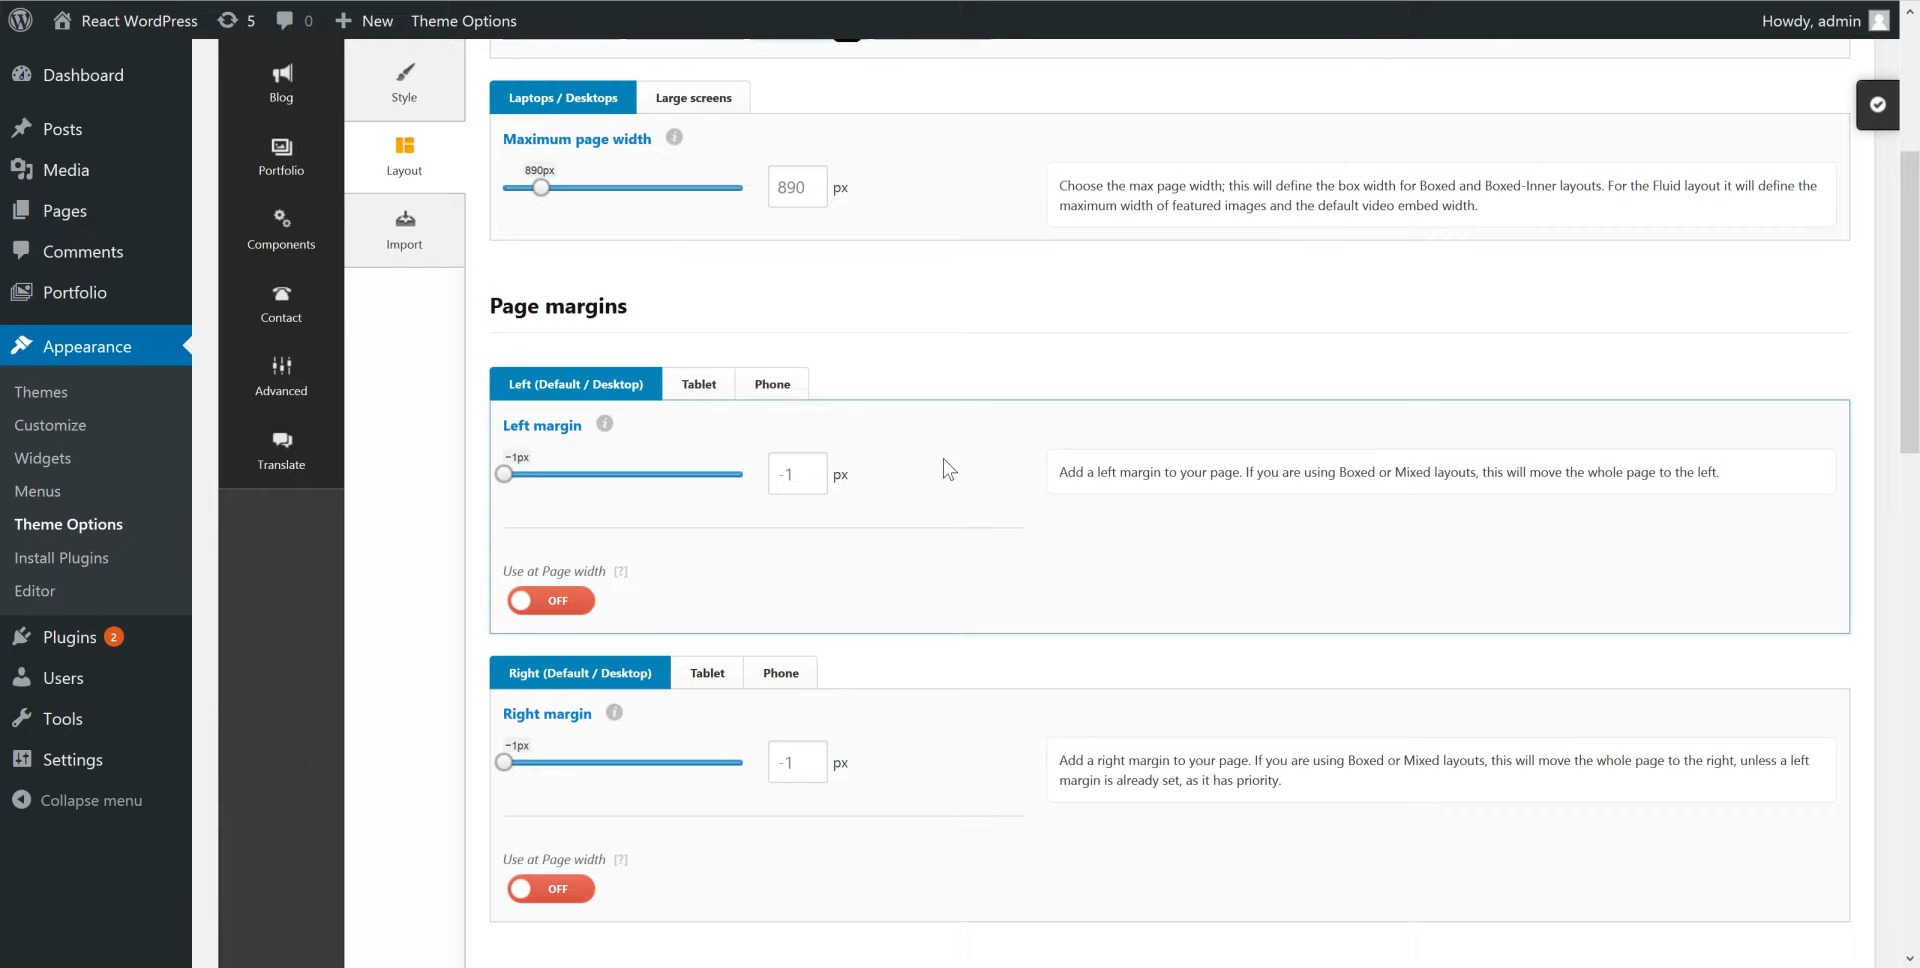 React WordPress 5 0 New Theme Options Howdy, admin
Dashboard
Posts
Media
Pages
Comments
Portfolio
Appearance
Themes
Customize
Widgets
Menus
Theme Options
Install Plugins
Editor
Plugins 2
Users
Tools
Settings
Collapse menu
Blog
Portfolio
Components
Contact
Advanced
Translate
Style
Layout
Import
Laptops / Desktops Large screens
Maximum page width
890px
890 px
Choose the max page width; this will define the box width for Boxed and Boxed-Inner layouts. For the Fluid layout it will define the
maximum width of featured images and the default video embed width.
Page margins
Left (Default / Desktop) Tablet Phone
Left margin
-1px
-1 px
Add a left margin to your page. If you are using Boxed or Mixed layouts, this will move the whole page to the left.
Use at Page width [?]
OFF
Right (Default / Desktop) Tablet Phone
Right margin
-1px
-1 px
Add a right margin to your page. If you are using Boxed or Mixed layouts, this will move the whole page to the right, unless a left
margin is already set, as it has priority.
Use at Page width [?]
OFF